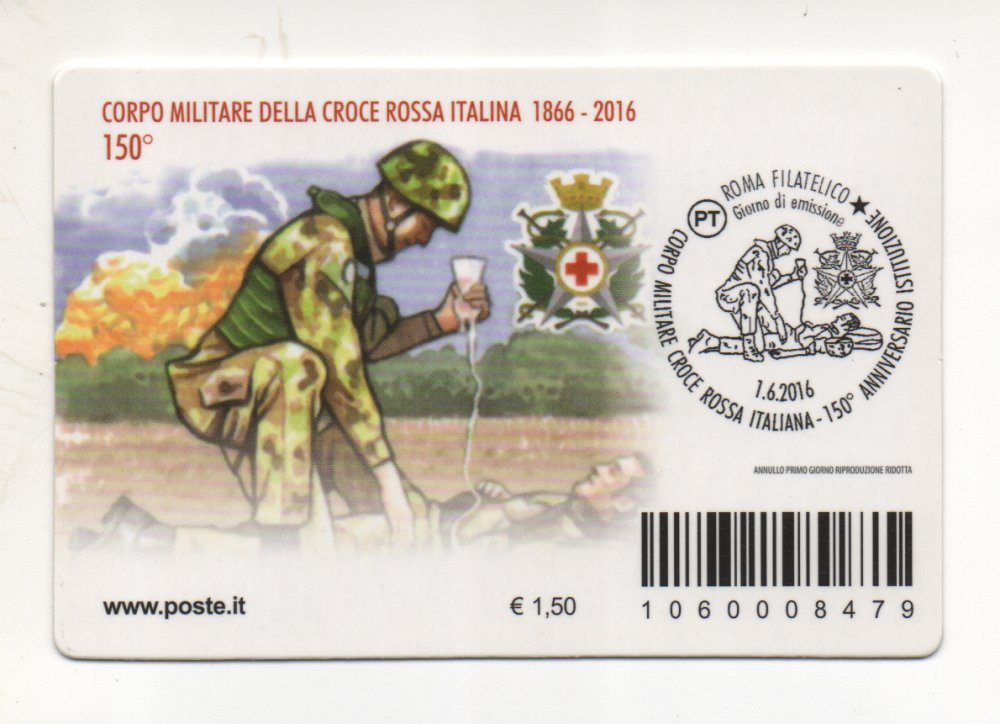 CORPO MILITARE DELLA CROCE ROSSA ITALINA 1866 - 2016
150°
ROMA FILATELICO
Giorno di emissione
PT
CORPO MILITARE CROCE ROSSA ITALIANA - 150° ANNIVERSARIO ISTITUZIONE
1.6.2016
ANNULLO PRIMO GIORNO RIPRODUZIONE RIDOTTA
www.poste.it
€ 1,50
1060008479